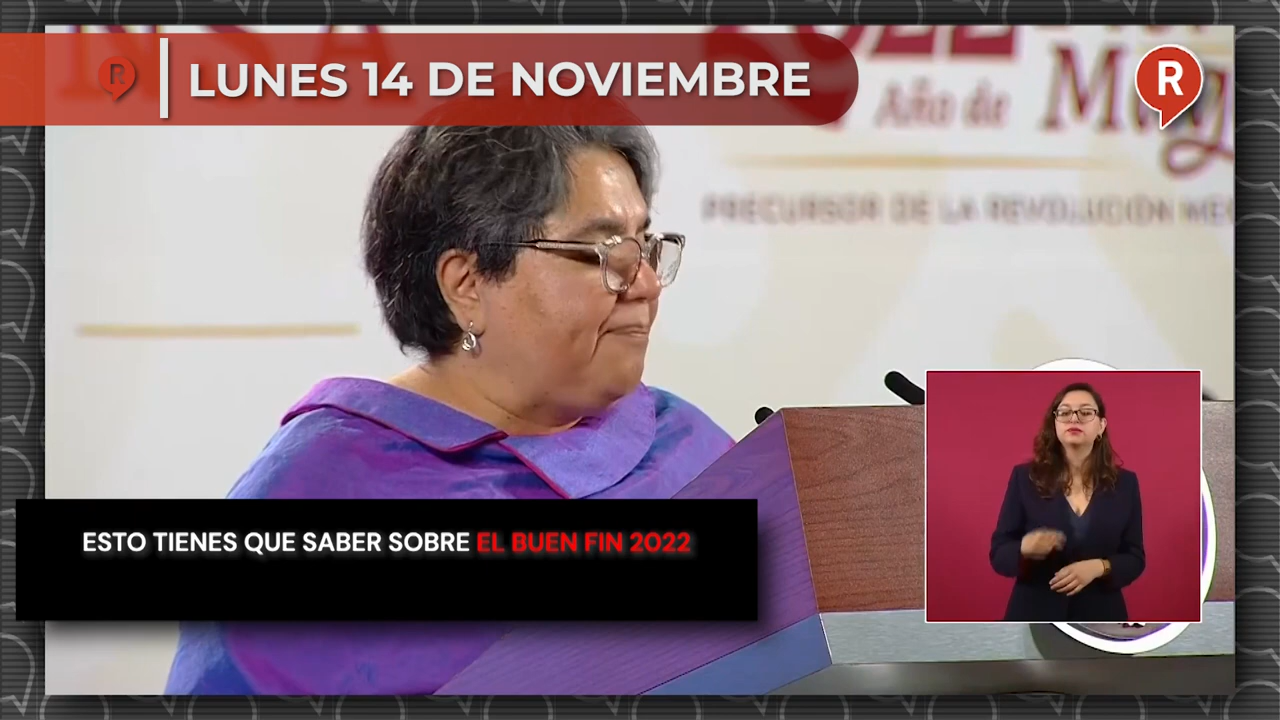 LUNES 14 DE NOVIEMBRE
R
R
2022
Año de
PRECURSOR DE LA REVOLUCIÓN
ESTO TIENES QUE SABER SOBRE EL BUEN FIN 2022